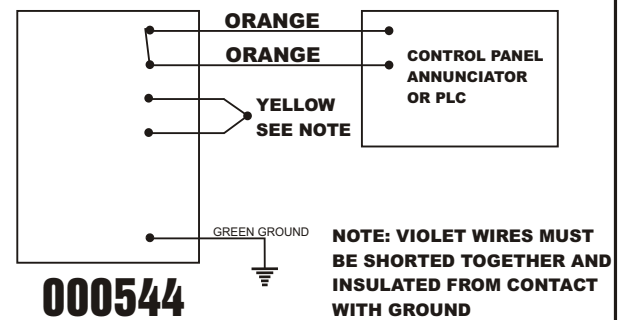 ORANGE
ORANGE
CONTROL PANEL
ANNUNCIATOR
OR PLC
YELLOW
SEE NOTE
GREEN GROUND
NOTE: VIOLET WIRES MUST
BE SHORTED TOGETHER AND
INSULATED FROM CONTACT
WITH GROUND
000544